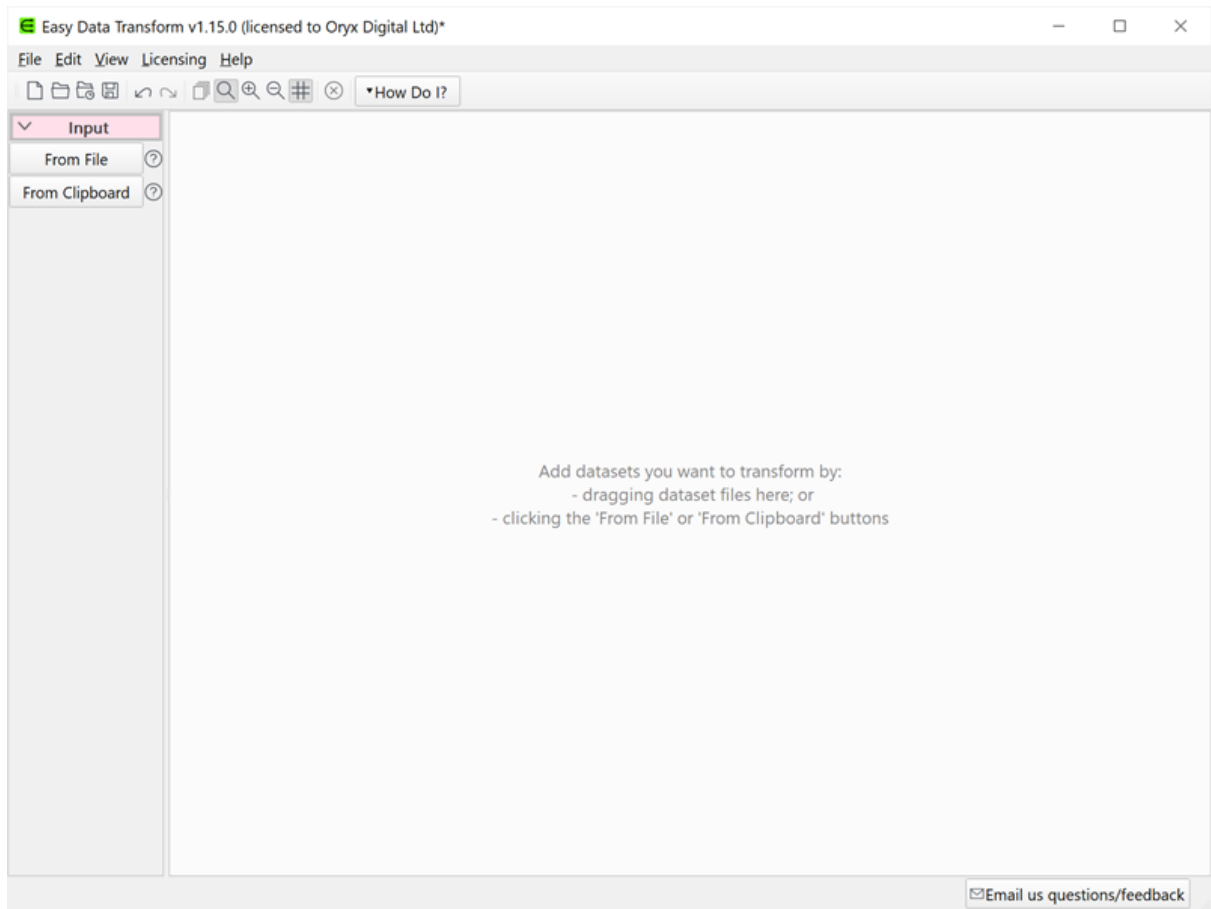 Easy Data Transform v1.15.0 (licensed to Oryx Digital Ltd)*
File Edit View Licensing Help
How Do I?
Input
From File
From Clipboard
Add datasets you want to transform by:
- dragging dataset files here; or
- clicking the 'From File' or 'From Clipboard' buttons
Email us questions/feedback